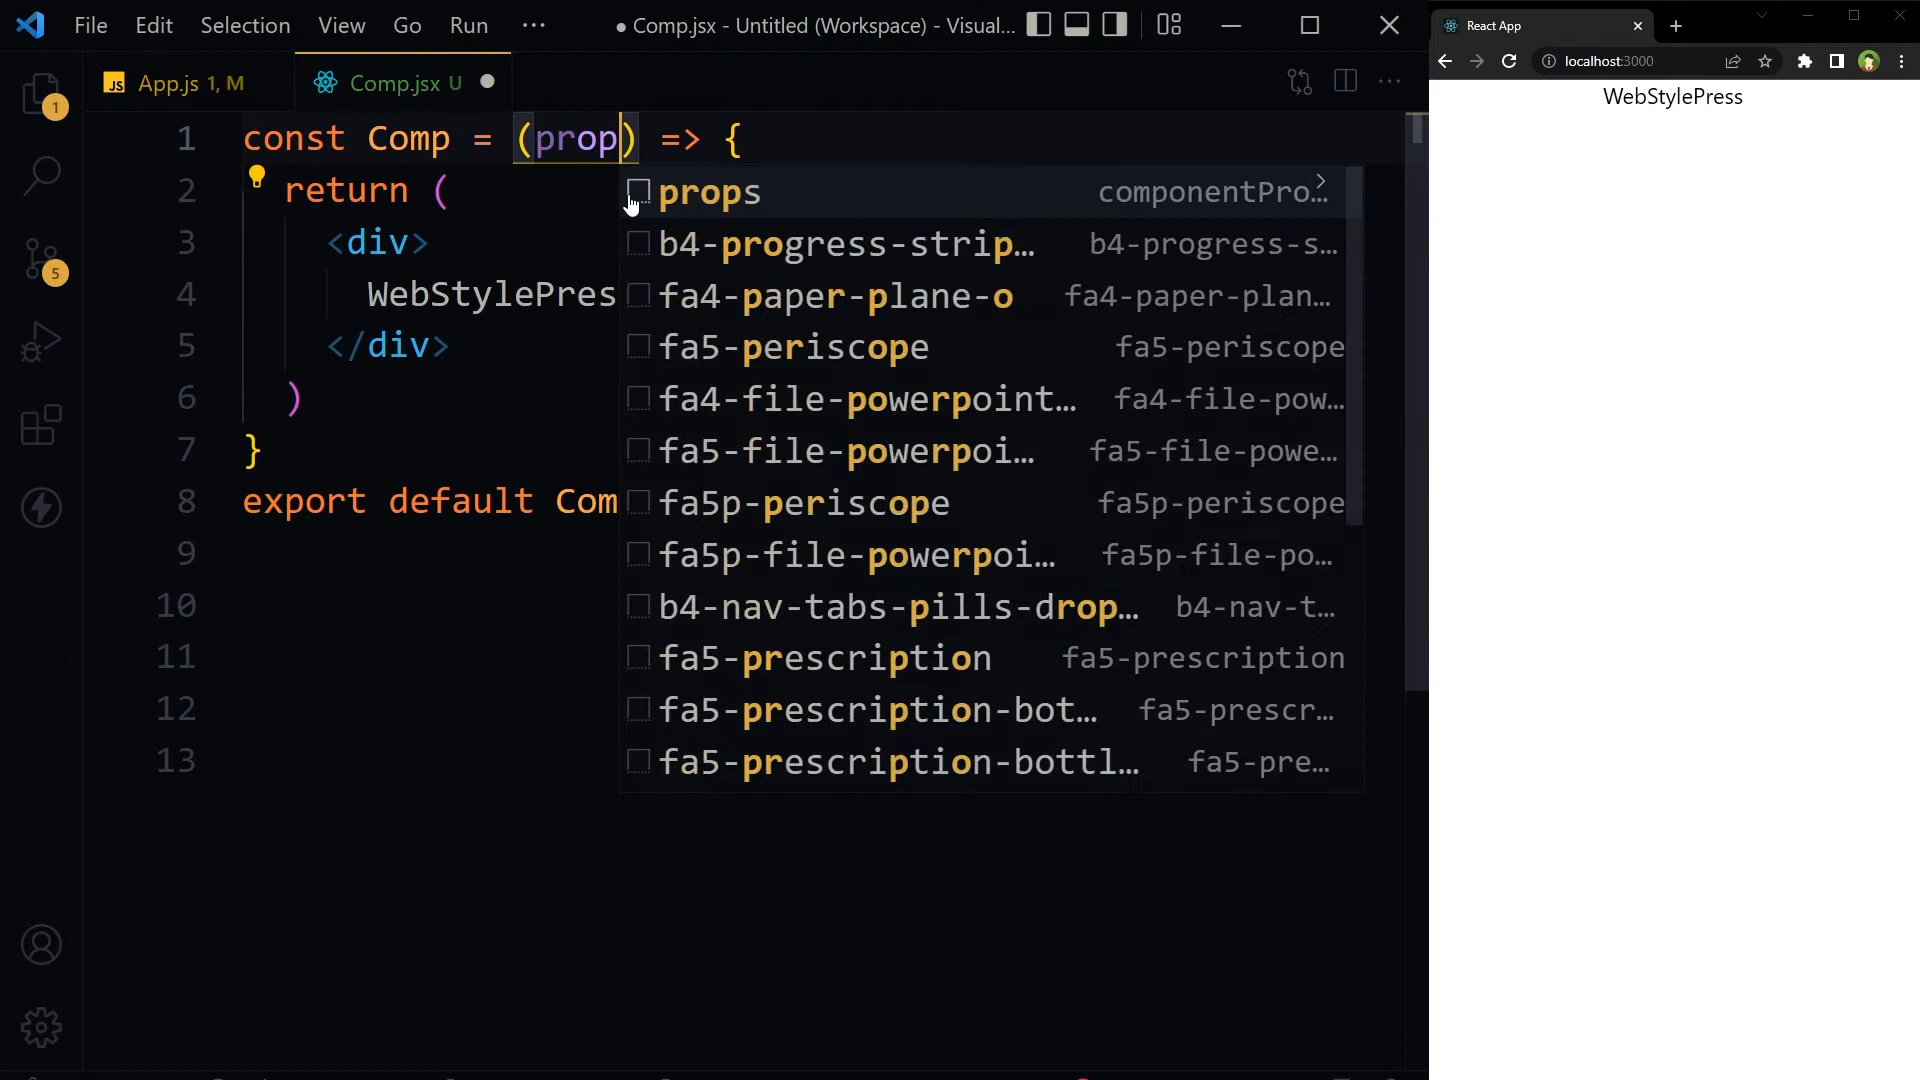 File Edit Selection View Go Run ···
● Comp.jsx - Untitled (Workspace) - Visual...
React App
localhost:3000
1
5
JS App.js 1, M
Comp.jsx U ●
WebStylePress
1 const Comp = (prop) => {
2 return (
3 <div>
4 WebStylePres
5 </div>
6 )
7 }
8 export default Com
9
10
11
12
13
props componentPro...
b4-progress-strip... b4-progress-s...
fa4-paper-plane-o fa4-paper-plan...
fa5-periscope fa5-periscope
fa4-file-powerpoint... fa4-file-pow...
fa5-file-powerpoi... fa5-file-powe...
fa5p-periscope fa5p-periscope
fa5p-file-powerpoi... fa5p-file-po...
b4-nav-tabs-pills-drop... b4-nav-t...
fa5-prescription fa5-prescription
fa5-prescription-bot... fa5-prescr...
fa5-prescription-bottl... fa5-pre...